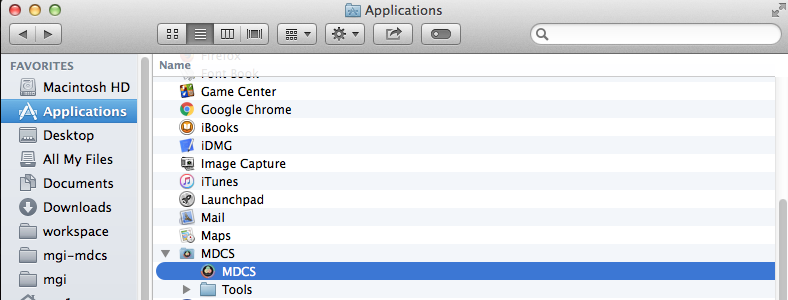 Applications
FAVORITES
Macintosh HD
Applications
Desktop
All My Files
Documents
Downloads
workspace
mgi-mdcs
mgi
Name
Firefox
Font Book
Game Center
Google Chrome
iBooks
iDMG
Image Capture
iTunes
Launchpad
Mail
Maps
MDCS
MDCS
Tools